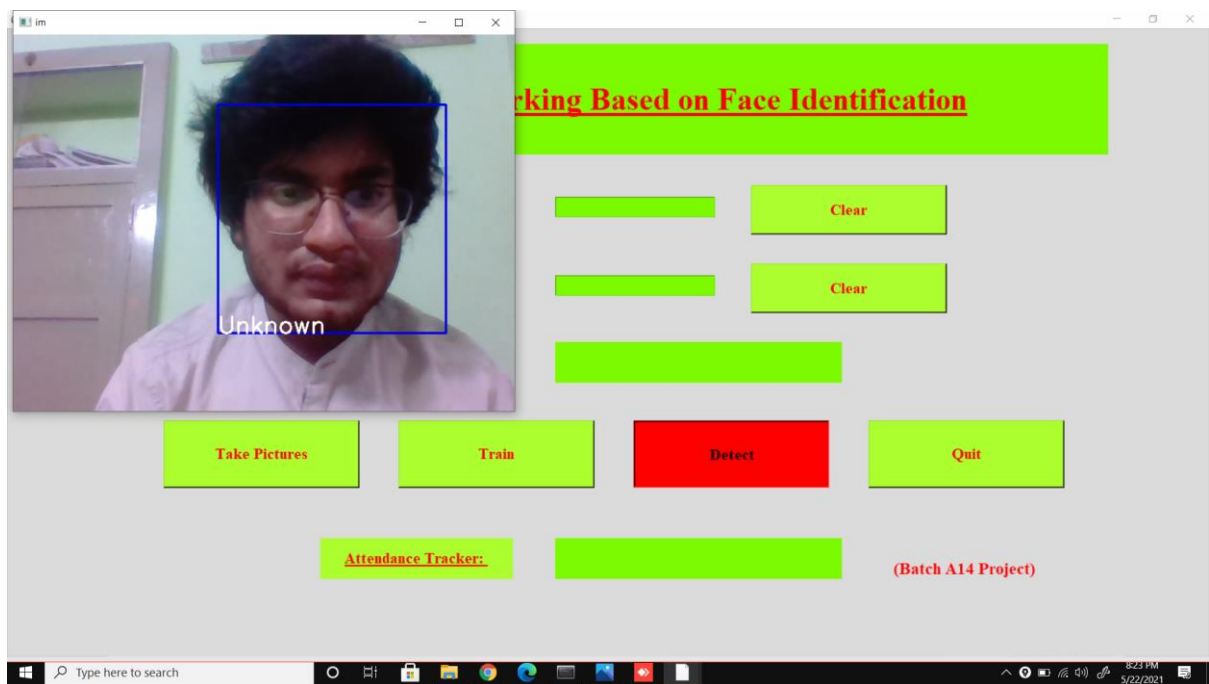 im
rking Based on Face Identification
Unknown
Clear
Clear
Take Pictures
Train
Detect
Quit
Attendance Tracker:
(Batch A14 Project)
Type here to search
8:23 PM
5/22/2021